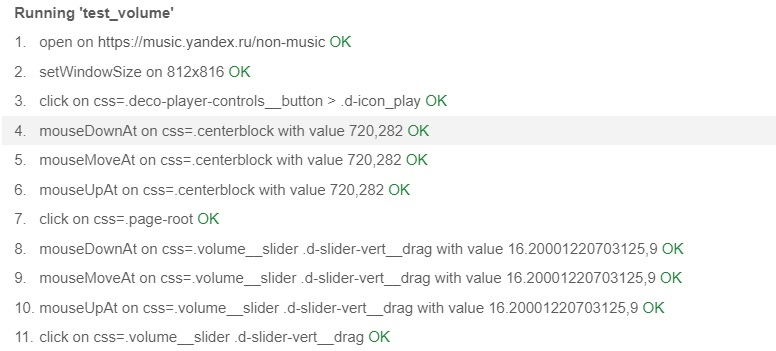 Running 'test_volume'
1. open on https://music.yandex.ru/non-music OK
2. setWindowSize on 812x816 OK
3. click on css=.deco-player-controls__button > .d-icon_play OK
4. mouseDownAt on css=.centerblock with value 720,282 OK
5. mouseMoveAt on css=.centerblock with value 720,282 OK
6. mouseUpAt on css=.centerblock with value 720,282 OK
7. click on css=.page-root OK
8. mouseDownAt on css=.volume__slider .d-slider-vert__drag with value 16.20001220703125,9 OK
9. mouseMoveAt on css=.volume__slider .d-slider-vert__drag with value 16.20001220703125,9 OK
10. mouseUpAt on css=.volume__slider .d-slider-vert__drag with value 16.20001220703125,9 OK
11. click on css=.volume__slider .d-slider-vert__drag OK